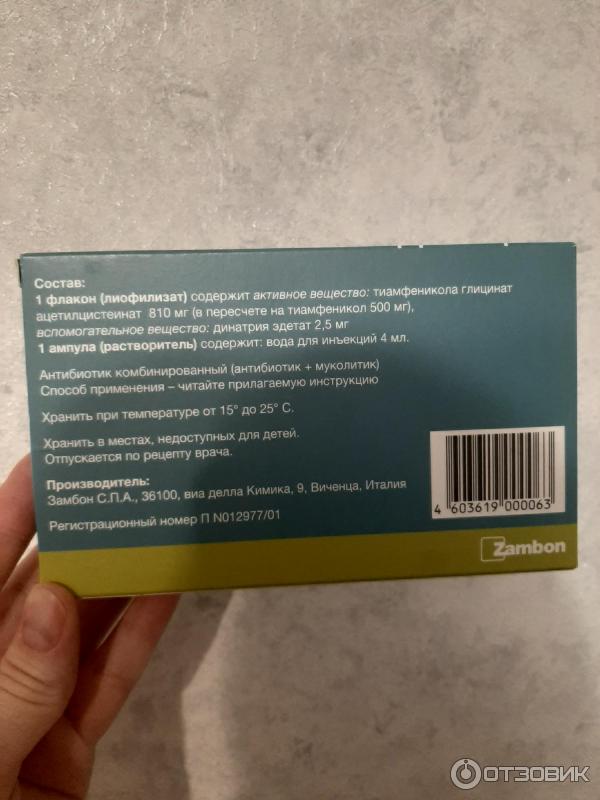 Состав:
1 флакон (лиофилизат) содержит активное вещество: тиамфеникола глицинат
ацетилцистеинат 810 мг (в пересчете на тиамфеникол 500 мг),
вспомогательное вещество: динатрия эдетат 2,5 мг
1 ампула (растворитель) содержит: вода для инъекций 4 мл.
Антибиотик комбинированный (антибиотик + муколитик)
Способ применения – читайте прилагаемую инструкцию
Хранить при температуре от 15° до 25° С.
Хранить в местах, недоступных для детей.
Отпускается по рецепту врача.
Производитель:
Замбон С.П.А., 36100, виа делла Кимика, 9, Виченца, Италия
Регистрационный номер П N012977/01
4 603619 000063
Zambon
ОТЗОВИК